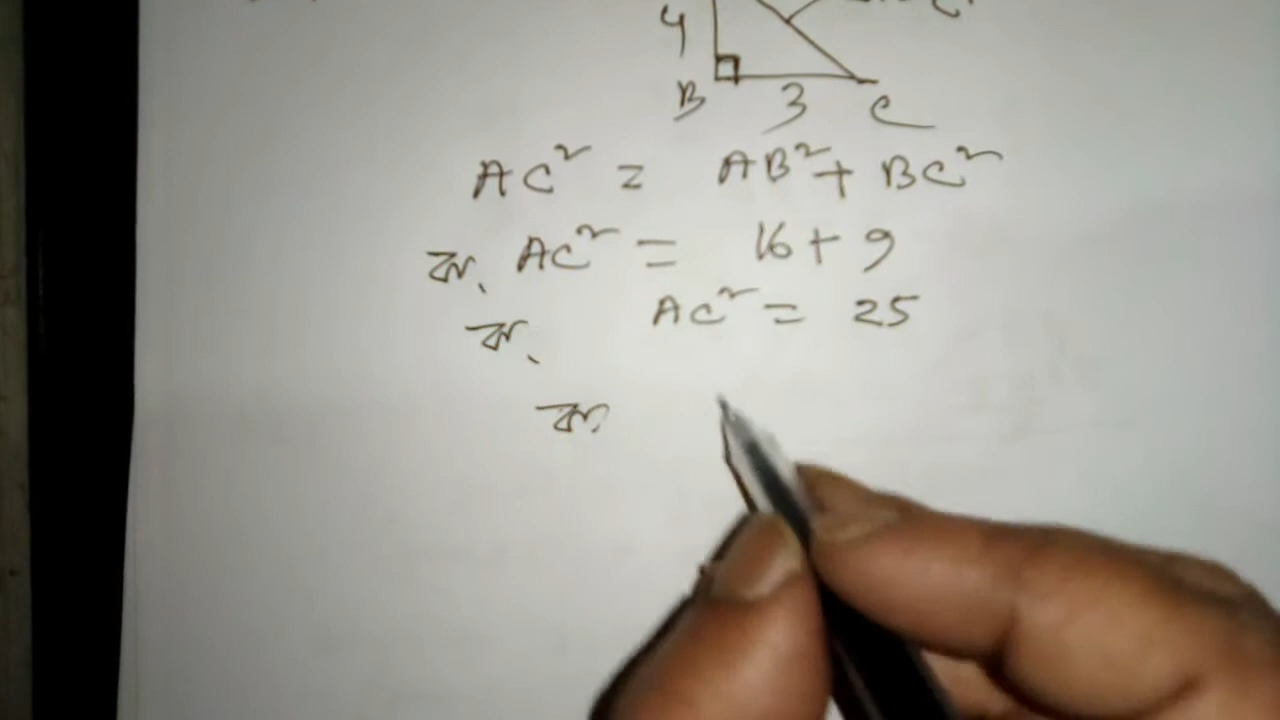 4
B 3 C
AC² = AB² + BC²
বা, AC² = 16 + 9
বা, AC² = 25
বা,